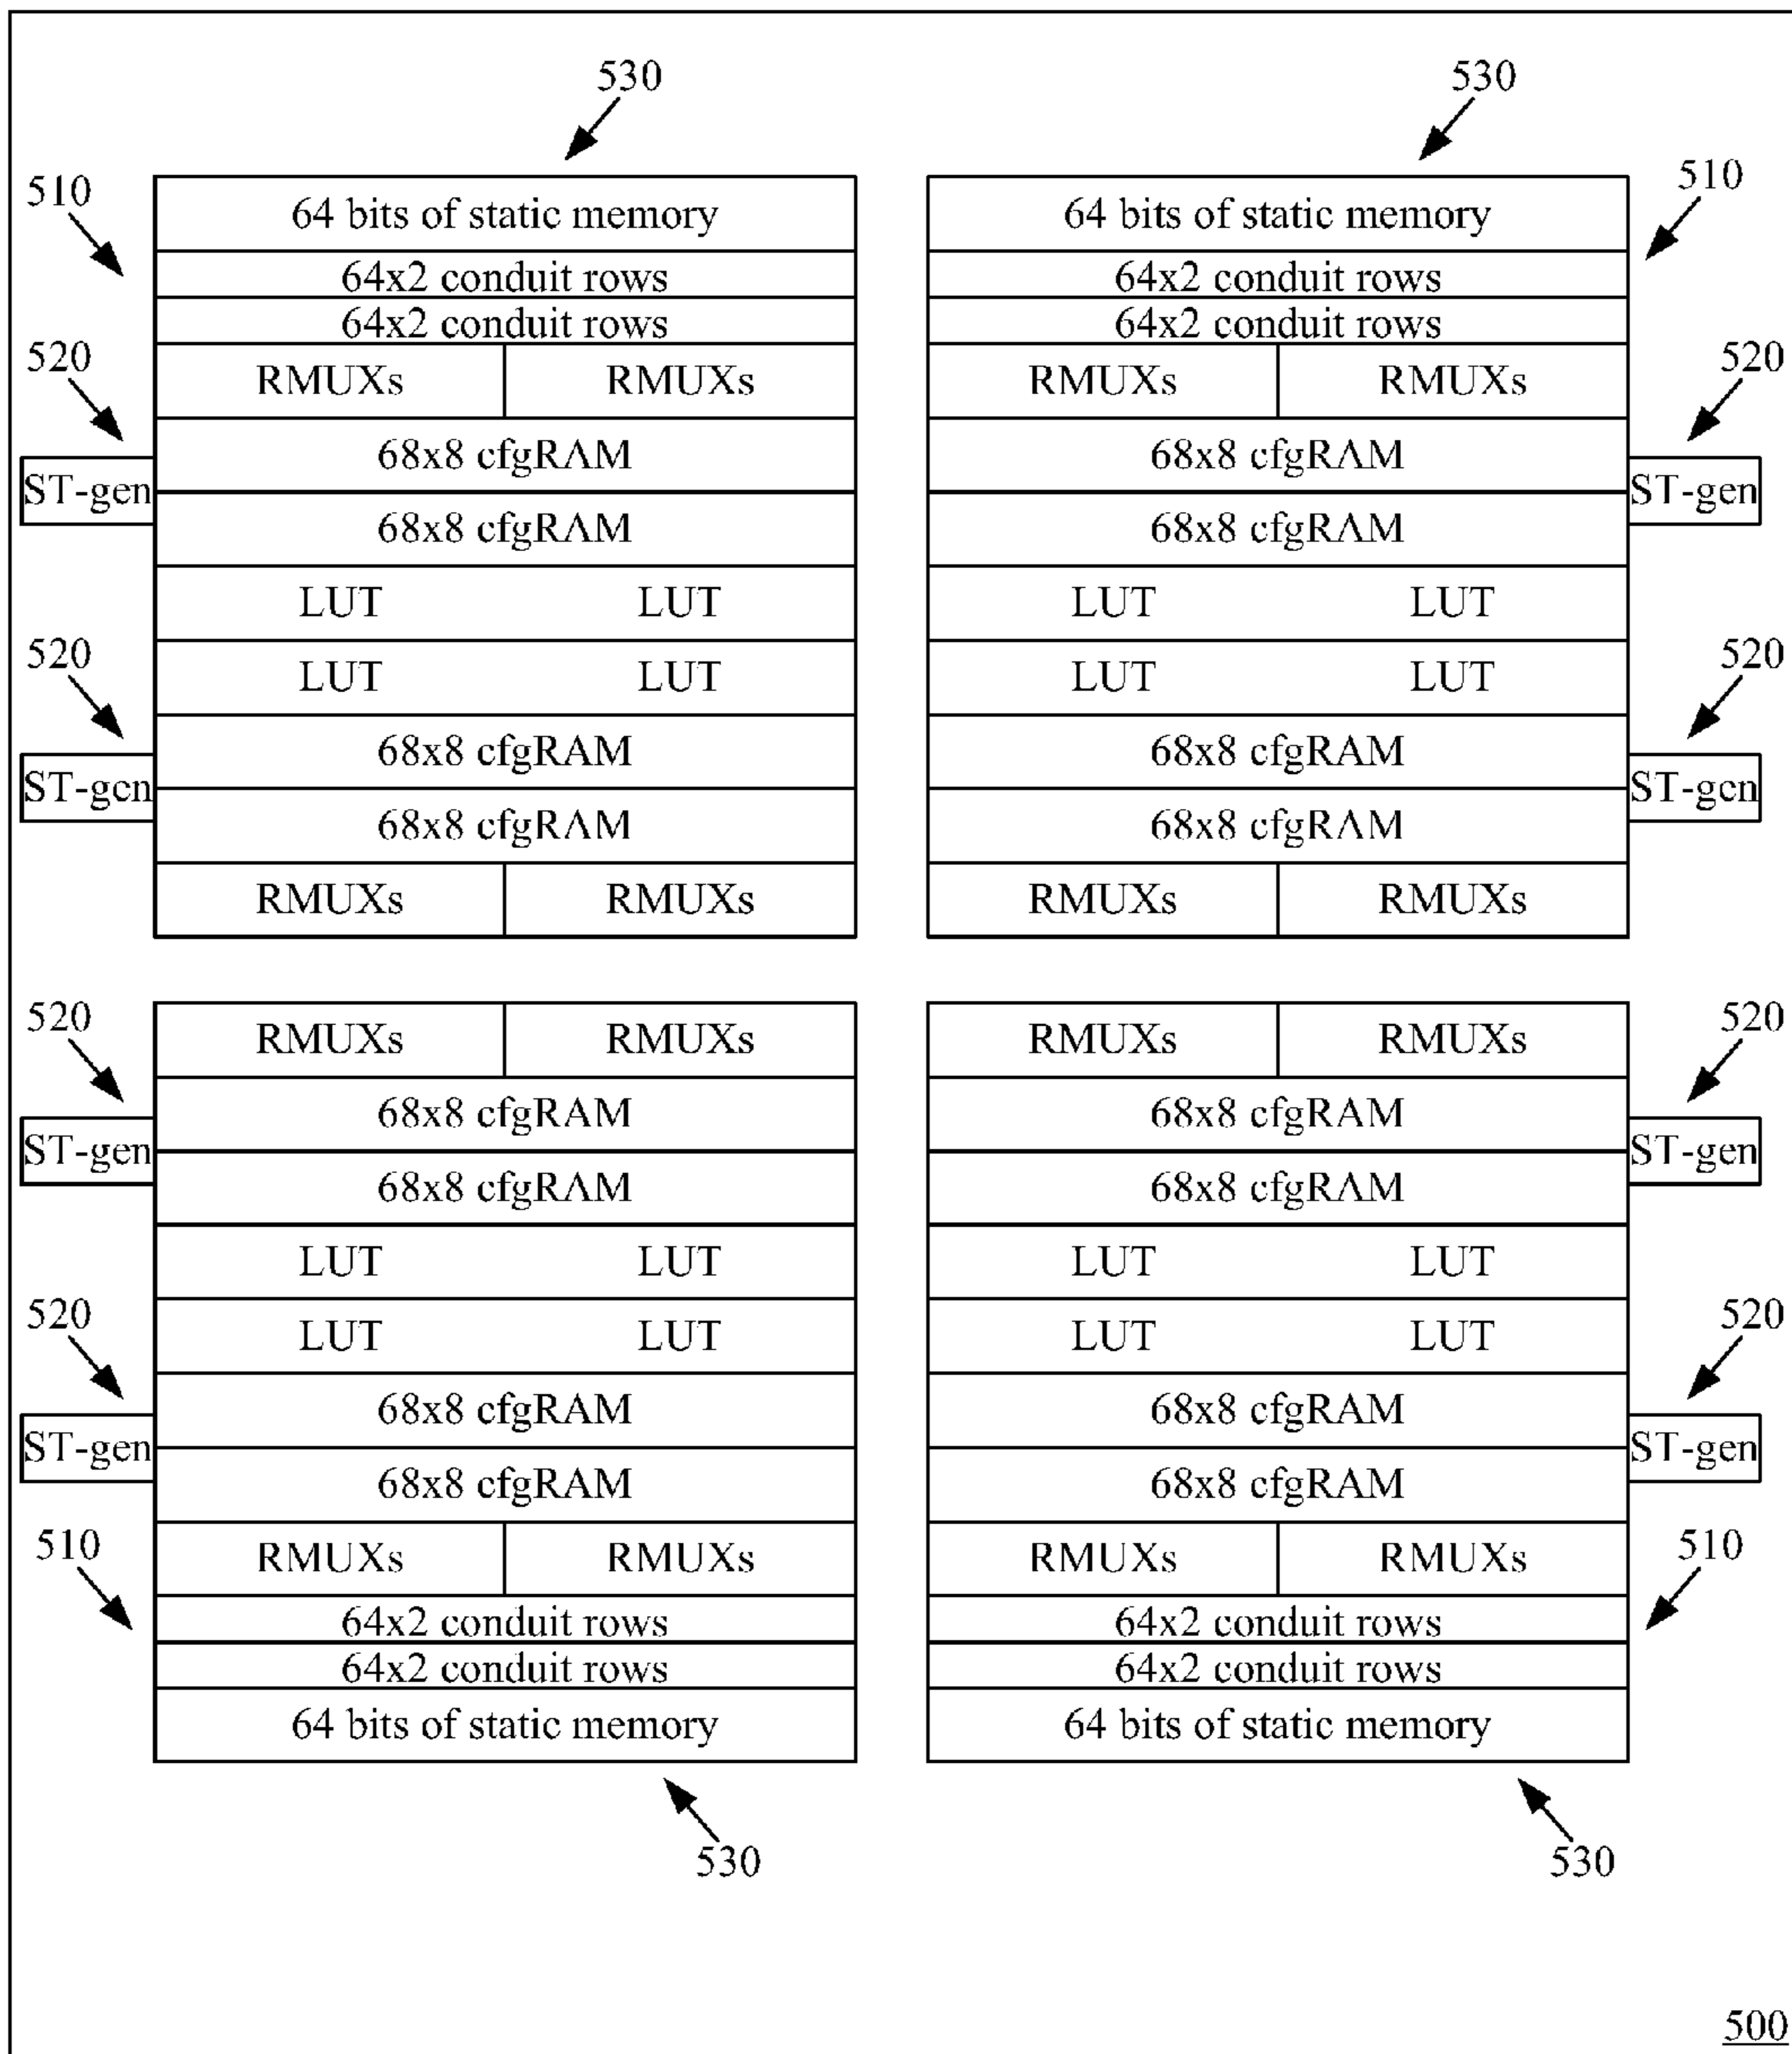 530 530
510 510
64 bits of static memory 64 bits of static memory
64x2 conduit rows 64x2 conduit rows
64x2 conduit rows 64x2 conduit rows
520 520
RMUXs RMUXs RMUXs RMUXs
68x8 cfgRAM 68x8 cfgRAM
ST-gen ST-gen
68x8 cfgRAM 68x8 cfgRAM
LUT LUT LUT LUT
520 520
LUT LUT LUT LUT
68x8 cfgRAM 68x8 cfgRAM
ST-gen ST-gen
68x8 cfgRAM 68x8 cfgRAM
RMUXs RMUXs RMUXs RMUXs
520 520
RMUXs RMUXs RMUXs RMUXs
68x8 cfgRAM 68x8 cfgRAM
ST-gen ST-gen
68x8 cfgRAM 68x8 cfgRAM
LUT LUT LUT LUT
520 520
LUT LUT LUT LUT
68x8 cfgRAM 68x8 cfgRAM
ST-gen ST-gen
68x8 cfgRAM 68x8 cfgRAM
510 510
RMUXs RMUXs RMUXs RMUXs
64x2 conduit rows 64x2 conduit rows
64x2 conduit rows 64x2 conduit rows
64 bits of static memory 64 bits of static memory
530 530
500